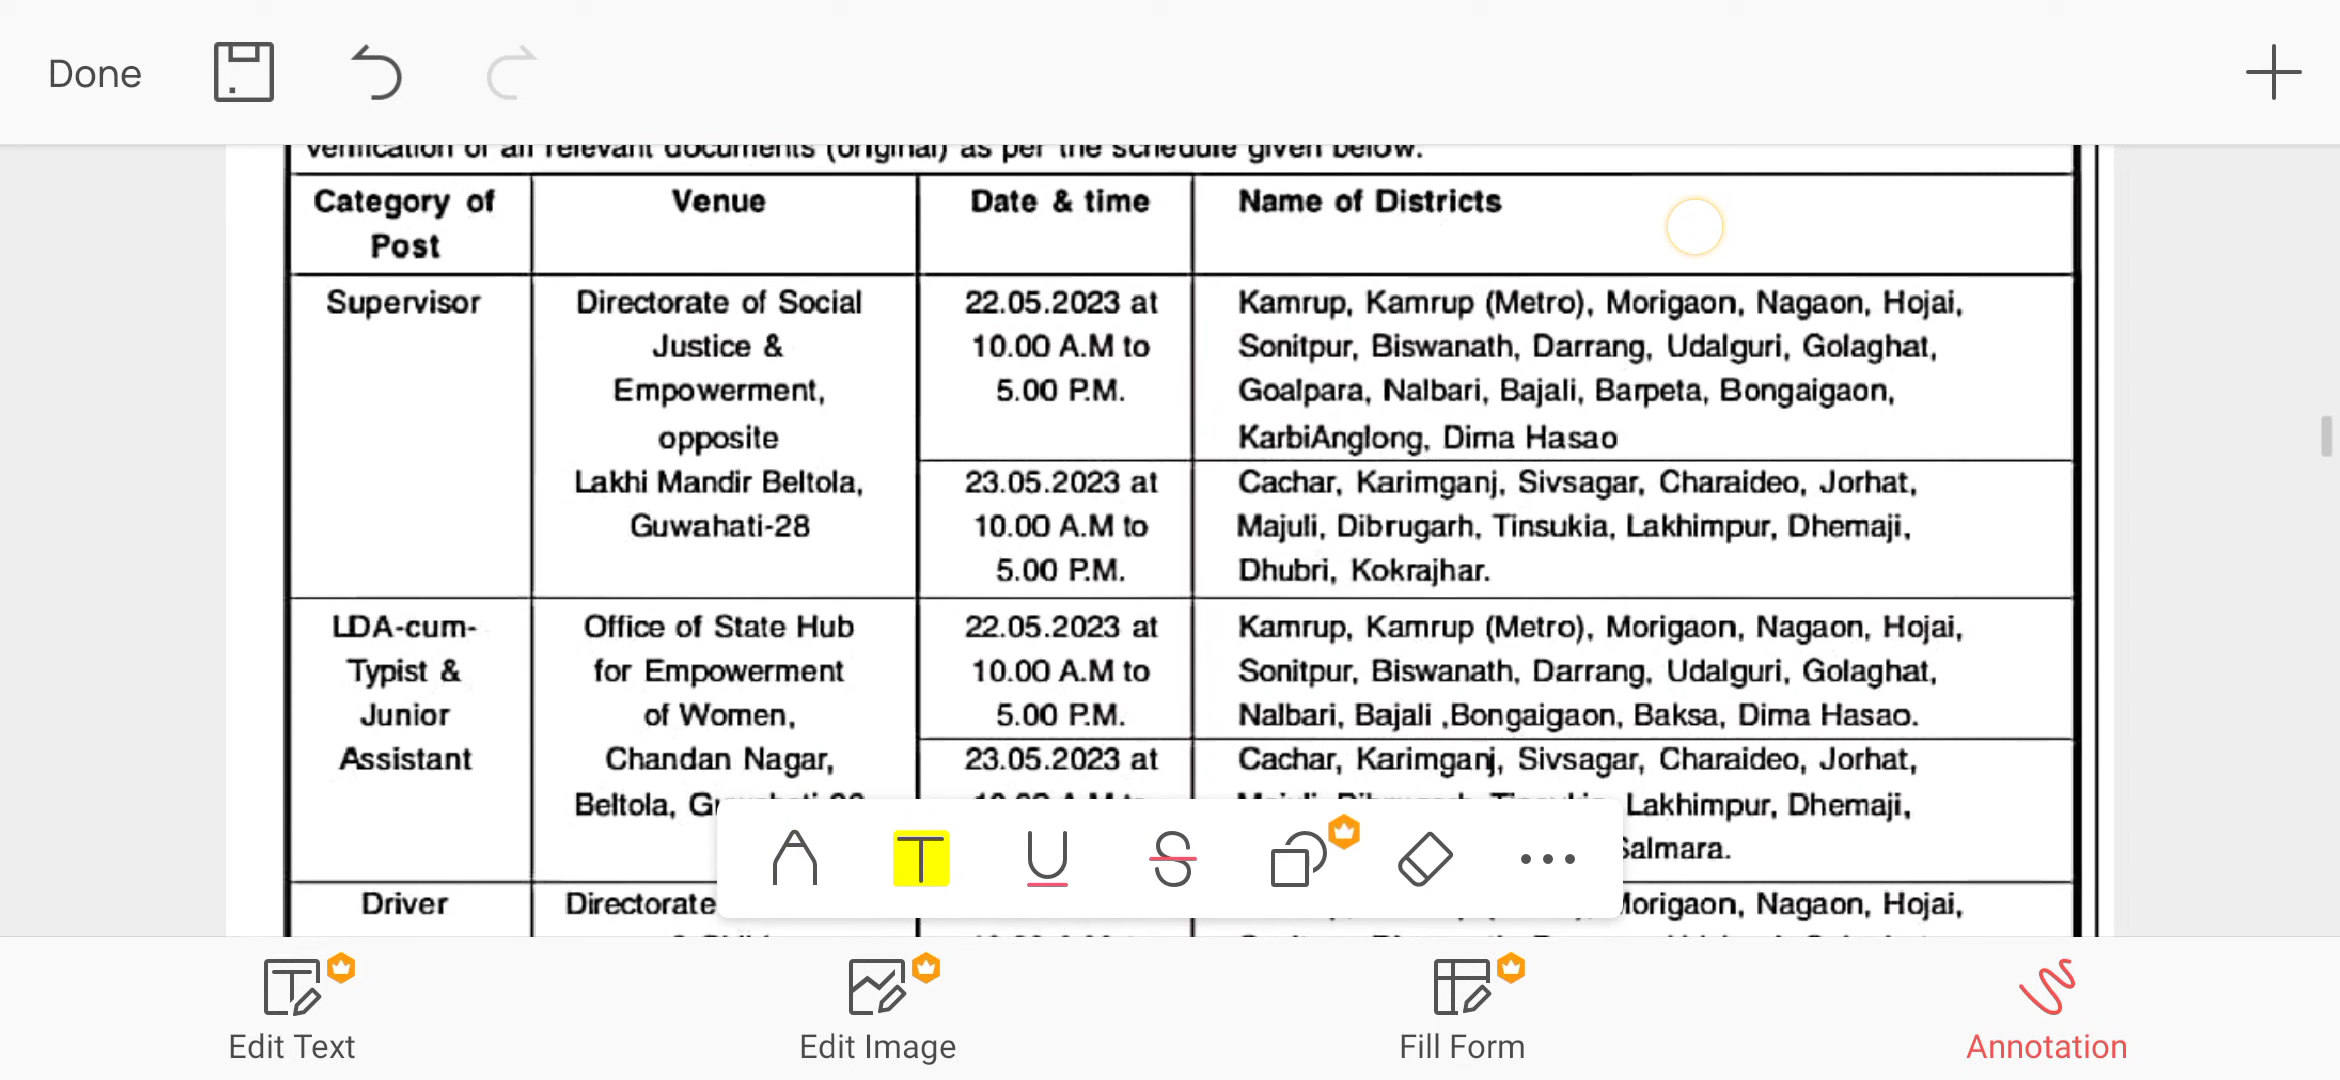 Done
verification of all relevant documents (original) as per the schedule given below.
Category of Post
Venue
Date & time
Name of Districts
Supervisor
Directorate of Social
Justice &
Empowerment,
opposite
Lakhi Mandir Beltola,
Guwahati-28
22.05.2023 at
10.00 A.M to
5.00 P.M.
Kamrup, Kamrup (Metro), Morigaon, Nagaon, Hojai,
Sonitpur, Biswanath, Darrang, Udalguri, Golaghat,
Goalpara, Nalbari, Bajali, Barpeta, Bongaigaon,
KarbiAnglong, Dima Hasao
23.05.2023 at
10.00 A.M to
5.00 P.M.
Cachar, Karimganj, Sivsagar, Charaideo, Jorhat,
Majuli, Dibrugarh, Tinsukia, Lakhimpur, Dhemaji,
Dhubri, Kokrajhar.
LDA-cum-
Typist &
Junior
Assistant
Office of State Hub
for Empowerment
of Women,
Chandan Nagar,
Beltola,
22.05.2023 at
10.00 A.M to
5.00 P.M.
Kamrup, Kamrup (Metro), Morigaon, Nagaon, Hojai,
Sonitpur, Biswanath, Darrang, Udalguri, Golaghat,
Nalbari, Bajali ,Bongaigaon, Baksa, Dima Hasao.
23.05.2023 at
Cachar, Karimganj, Sivsagar, Charaideo, Jorhat,
Lakhimpur, Dhemaji,
Salmara.
Driver
Directorate
Morigaon, Nagaon, Hojai,
Edit Text
Edit Image
Fill Form
Annotation